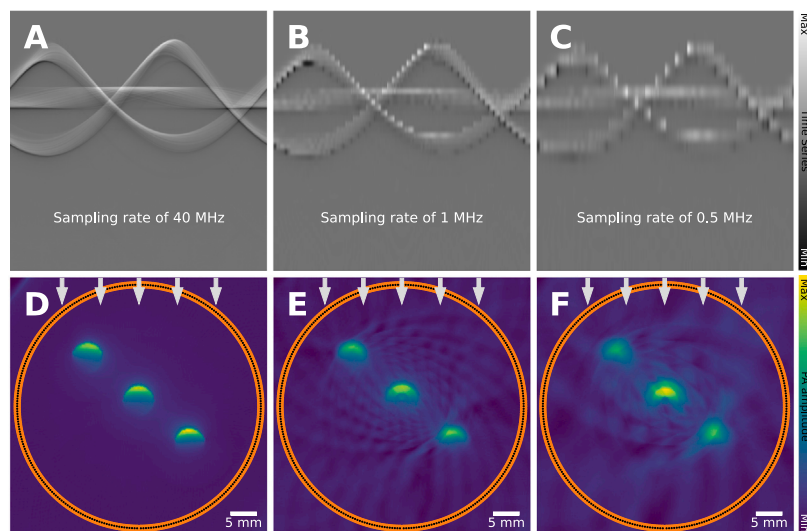 A
B
C
Max
Time Series
Min
Sampling rate of 40 MHz
Sampling rate of 1 MHz
Sampling rate of 0.5 MHz
D
E
F
Max
PA amplitude
Min
5 mm
5 mm
5 mm